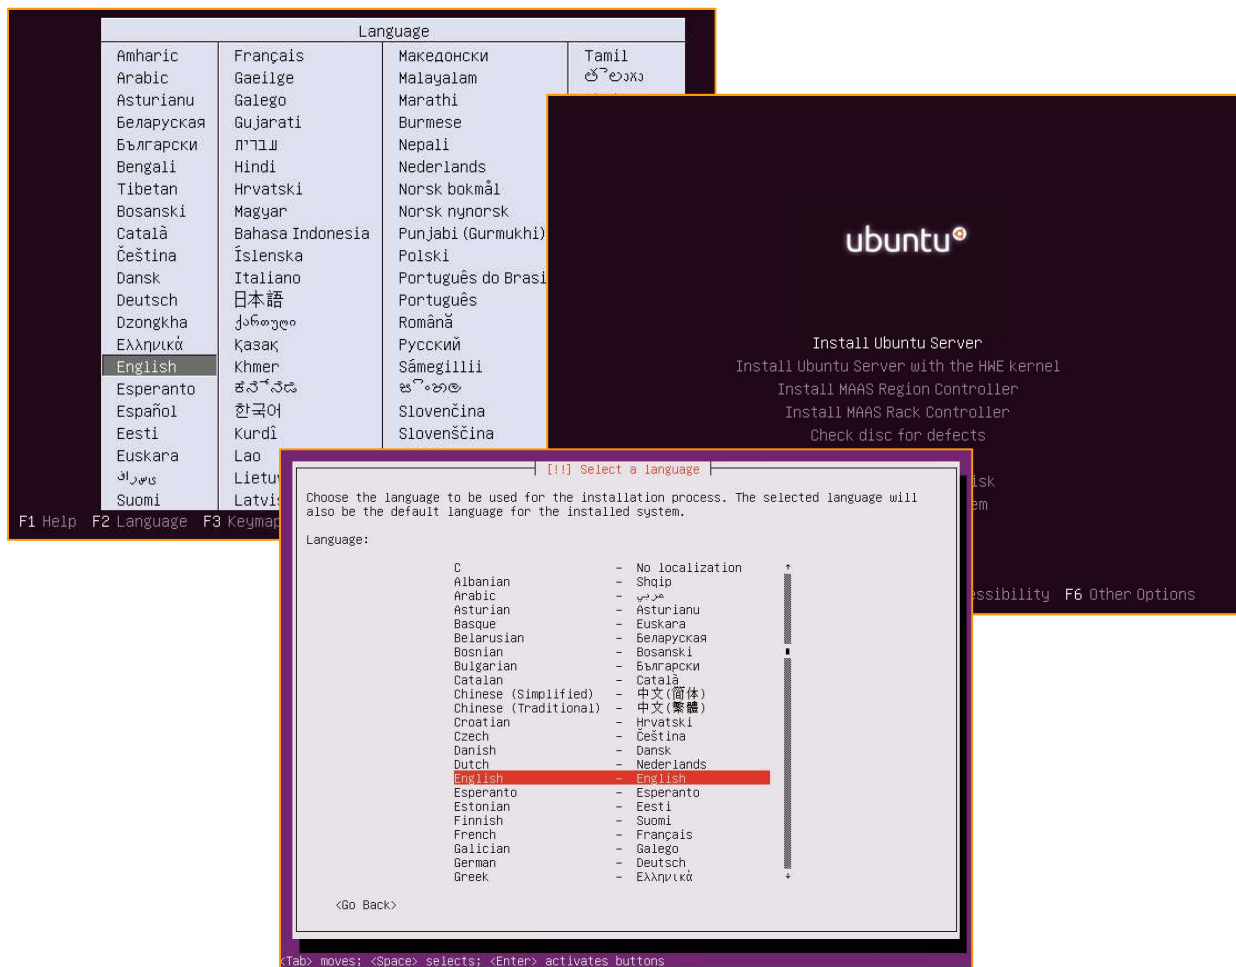 Language
Amharic Français Македонски Tamil
Arabic Gaeilge Malayalam
Asturianu Galego Marathi
Беларуская Gujarati Burmese
Български עברית Nepali
Bengali Hindi Nederlands
Tibetan Hrvatski Norsk bokmål
Bosanski Magyar Norsk nynorsk
Català Bahasa Indonesia Punjabi (Gurmukhi)
Čeština Íslenska Polski
Dansk Italiano Português do Brasi
Deutsch 日本語 Português
Dzongkha ქართული Română
Ελληνικά Қазақ Русский
English Khmer Sámegillii
Esperanto
Español 한국어 Slovenčina
Eesti Kurdî Slovenščina
Euskara Lao
Suomi
F1 Help F2 Language F3 Keymap
ubuntu
Install Ubuntu Server
Install Ubuntu Server with the HWE kernel
Install MAAS Region Controller
Install MAAS Rack Controller
Check disc for defects
isk
em
essibility F6 Other Options
[!!] Select a language
Choose the language to be used for the installation process. The selected language will
also be the default language for the installed system.
Language:
C - No localization
Albanian - Shqip
Arabic - عربي
Asturian - Asturianu
Basque - Euskara
Belarusian - Беларуская
Bosnian - Bosanski
Bulgarian - Български
Catalan - Català
Chinese (Simplified) - 中文(简体)
Chinese (Traditional) - 中文(繁體)
Croatian - Hrvatski
Czech - Čeština
Danish - Dansk
Dutch - Nederlands
English - English
Esperanto - Esperanto
Estonian - Eesti
Finnish - Suomi
French - Français
Galician - Galego
German - Deutsch
Greek - Ελληνικά
<Go Back>
<Tab> moves; <Space> selects; <Enter> activates buttons